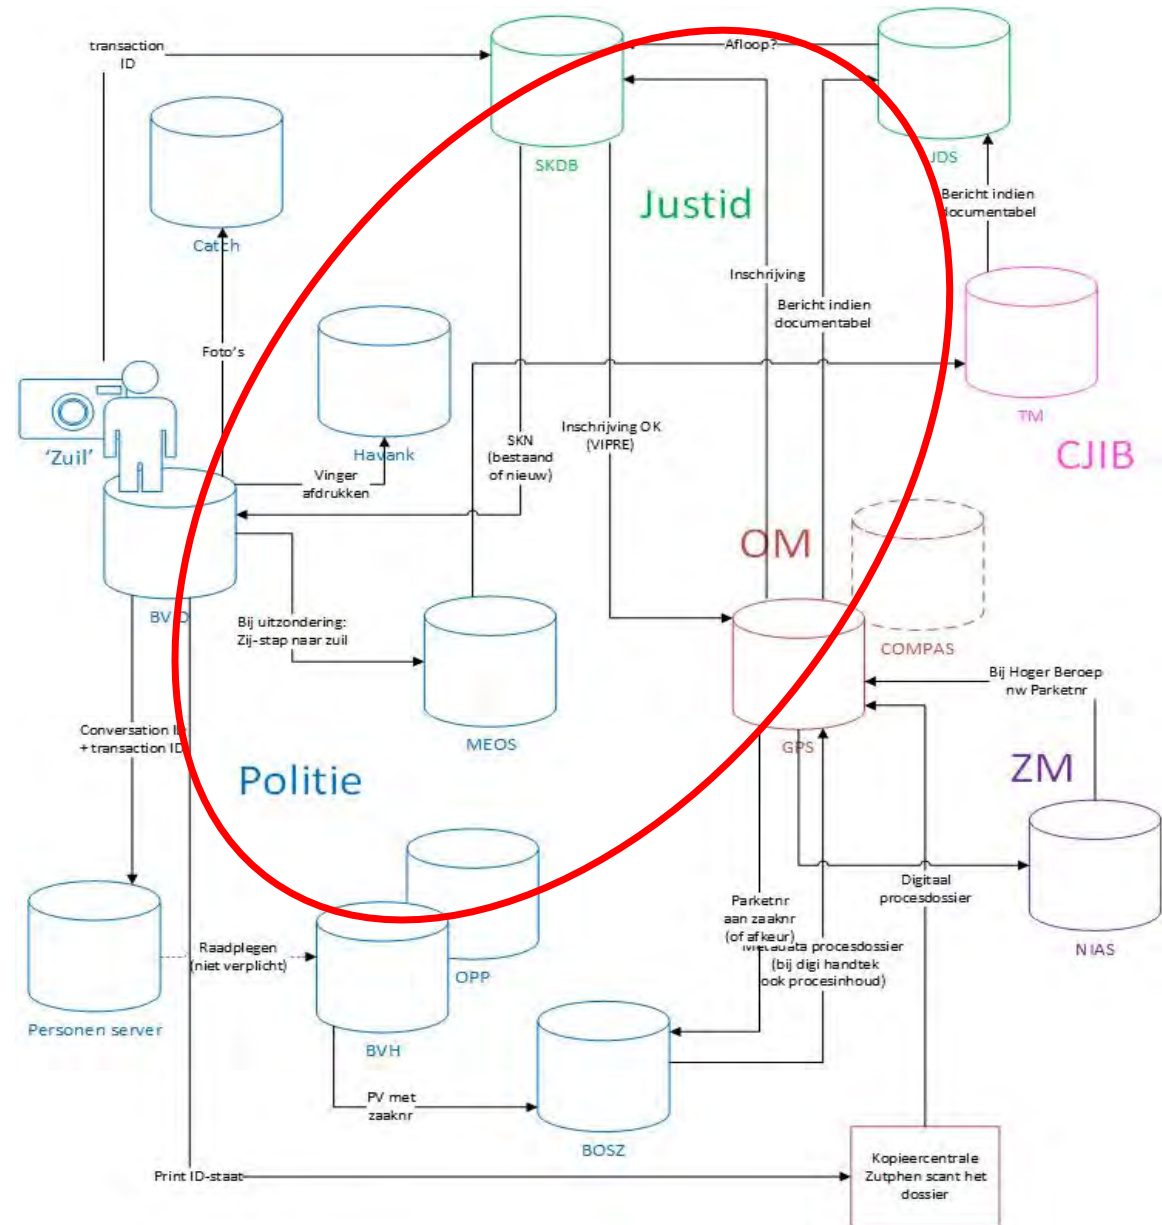 transaction
ID
Afloop?
SKDB
JDS
Justid
Bericht indien
documentabel
Catch
Inschrijving
Bericht indien
documentabel
Foto's
TM
CJIB
'Zuil'
Havank
Vinger
afdrukken
SKN
(bestaand
of nieuw)
Inschrijving OK
(VIPRE)
OM
BVID
Bij uitzondering:
Zij-stap naar zuil
COMPAS
Bij Hoger Beroep
nw Parketnr
MEOS
GPS
Conversation ID
+ transaction ID
Politie
ZM
Digitaal
procesdossier
Parketnr
aan zaaknr
(of afkeur)
Metadata procesdossier
(bij digi handtek
ook procesinhoud)
NIAS
Raadplegen
(niet verplicht)
OPP
Personen server
BVH
PV met
zaaknr
BOSZ
Print ID-staat
Kopieercentrale
Zutphen scant het
dossier